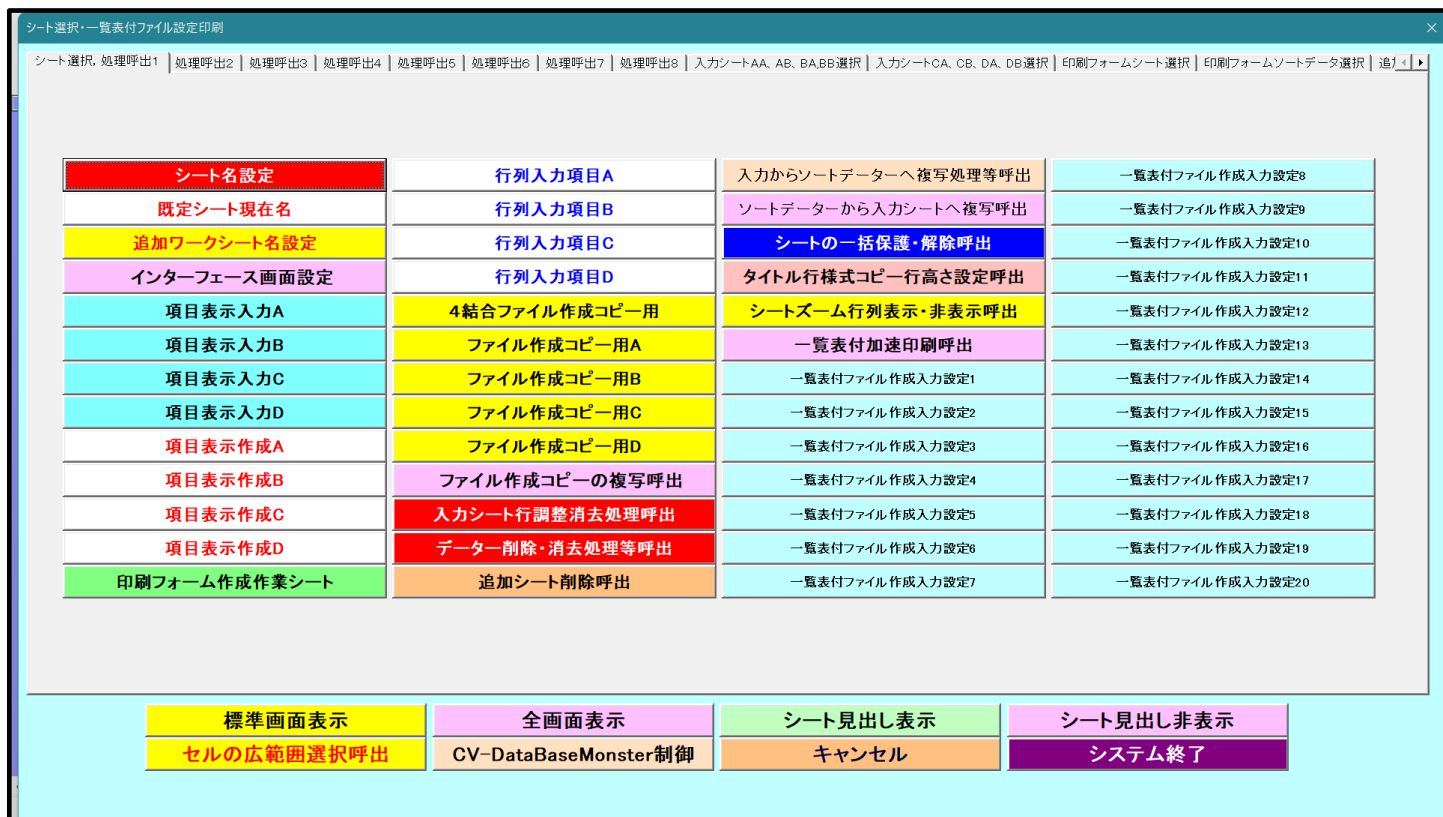 シート選択・一覧表付ファイル設定印刷
シート選択, 処理呼出1 処理呼出2 処理呼出3 処理呼出4 処理呼出5 処理呼出6 処理呼出7 処理呼出8 入力シートAA、AB、BA,BB選択 入力シートCA、CB、DA、DB選択 印刷フォームシート選択 印刷フォームソートデータ選択
シート名設定 行列入力項目A 入力からソートデーターへ複写処理等呼出 一覧表付ファイル作成入力設定8
既定シート現在名 行列入力項目B ソートデーターから入力シートへ複写呼出 一覧表付ファイル作成入力設定9
追加ワークシート名設定 行列入力項目C シートの一括保護・解除呼出 一覧表付ファイル作成入力設定10
インターフェース画面設定 行列入力項目D タイトル行様式コピー行高さ設定呼出 一覧表付ファイル作成入力設定11
項目表示入力A 4結合ファイル作成コピー用 シートズーム行列表示・非表示呼出 一覧表付ファイル作成入力設定12
項目表示入力B ファイル作成コピー用A 一覧表付加速印刷呼出 一覧表付ファイル作成入力設定13
項目表示入力C ファイル作成コピー用B 一覧表付ファイル作成入力設定1 一覧表付ファイル作成入力設定14
項目表示入力D ファイル作成コピー用C 一覧表付ファイル作成入力設定2 一覧表付ファイル作成入力設定15
項目表示作成A ファイル作成コピー用D 一覧表付ファイル作成入力設定3 一覧表付ファイル作成入力設定16
項目表示作成B ファイル作成コピーの複写呼出 一覧表付ファイル作成入力設定4 一覧表付ファイル作成入力設定17
項目表示作成C 入力シート行調整消去処理呼出 一覧表付ファイル作成入力設定5 一覧表付ファイル作成入力設定18
項目表示作成D データー削除・消去処理等呼出 一覧表付ファイル作成入力設定6 一覧表付ファイル作成入力設定19
印刷フォーム作成作業シート 追加シート削除呼出 一覧表付ファイル作成入力設定7 一覧表付ファイル作成入力設定20
標準画面表示 全画面表示 シート見出し表示 シート見出し非表示
セルの広範囲選択呼出 CV-DataBaseMonster制御 キャンセル システム終了